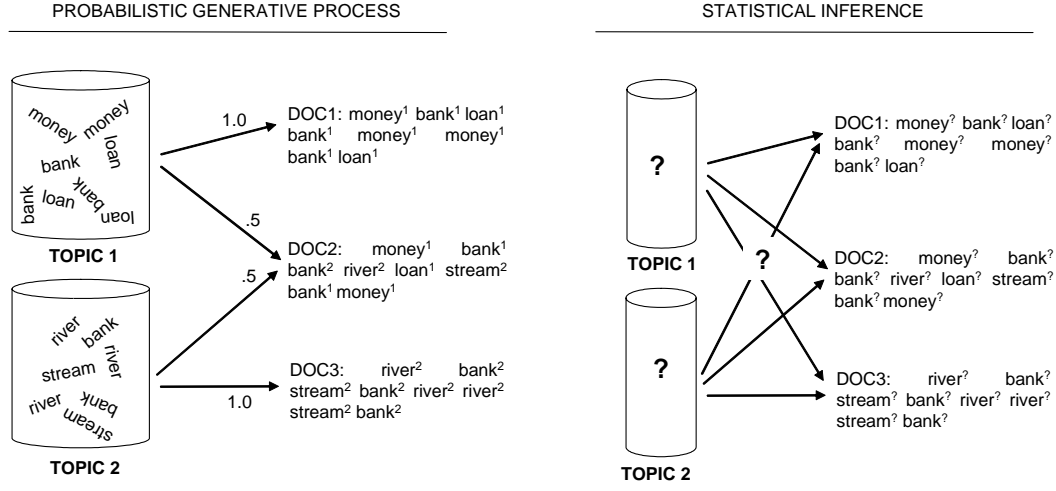 PROBABILISTIC GENERATIVE PROCESS
money
money
loan
bank
bank
loan
bank
loan
TOPIC 1
river
bank
river
stream
river
bank
stream
TOPIC 2
1.0
.5
.5
1.0
DOC1: money¹ bank¹ loan¹
bank¹ money¹ money¹
bank¹ loan¹
DOC2: money¹ bank¹
bank² river² loan¹ stream²
bank¹ money¹
DOC3: river² bank²
stream² bank² river² river²
stream² bank²
STATISTICAL INFERENCE
?
TOPIC 1
?
?
TOPIC 2
DOC1: money? bank? loan?
bank? money? money?
bank? loan?
DOC2: money? bank?
bank? river? loan? stream?
bank? money?
DOC3: river? bank?
stream? bank? river? river?
stream? bank?